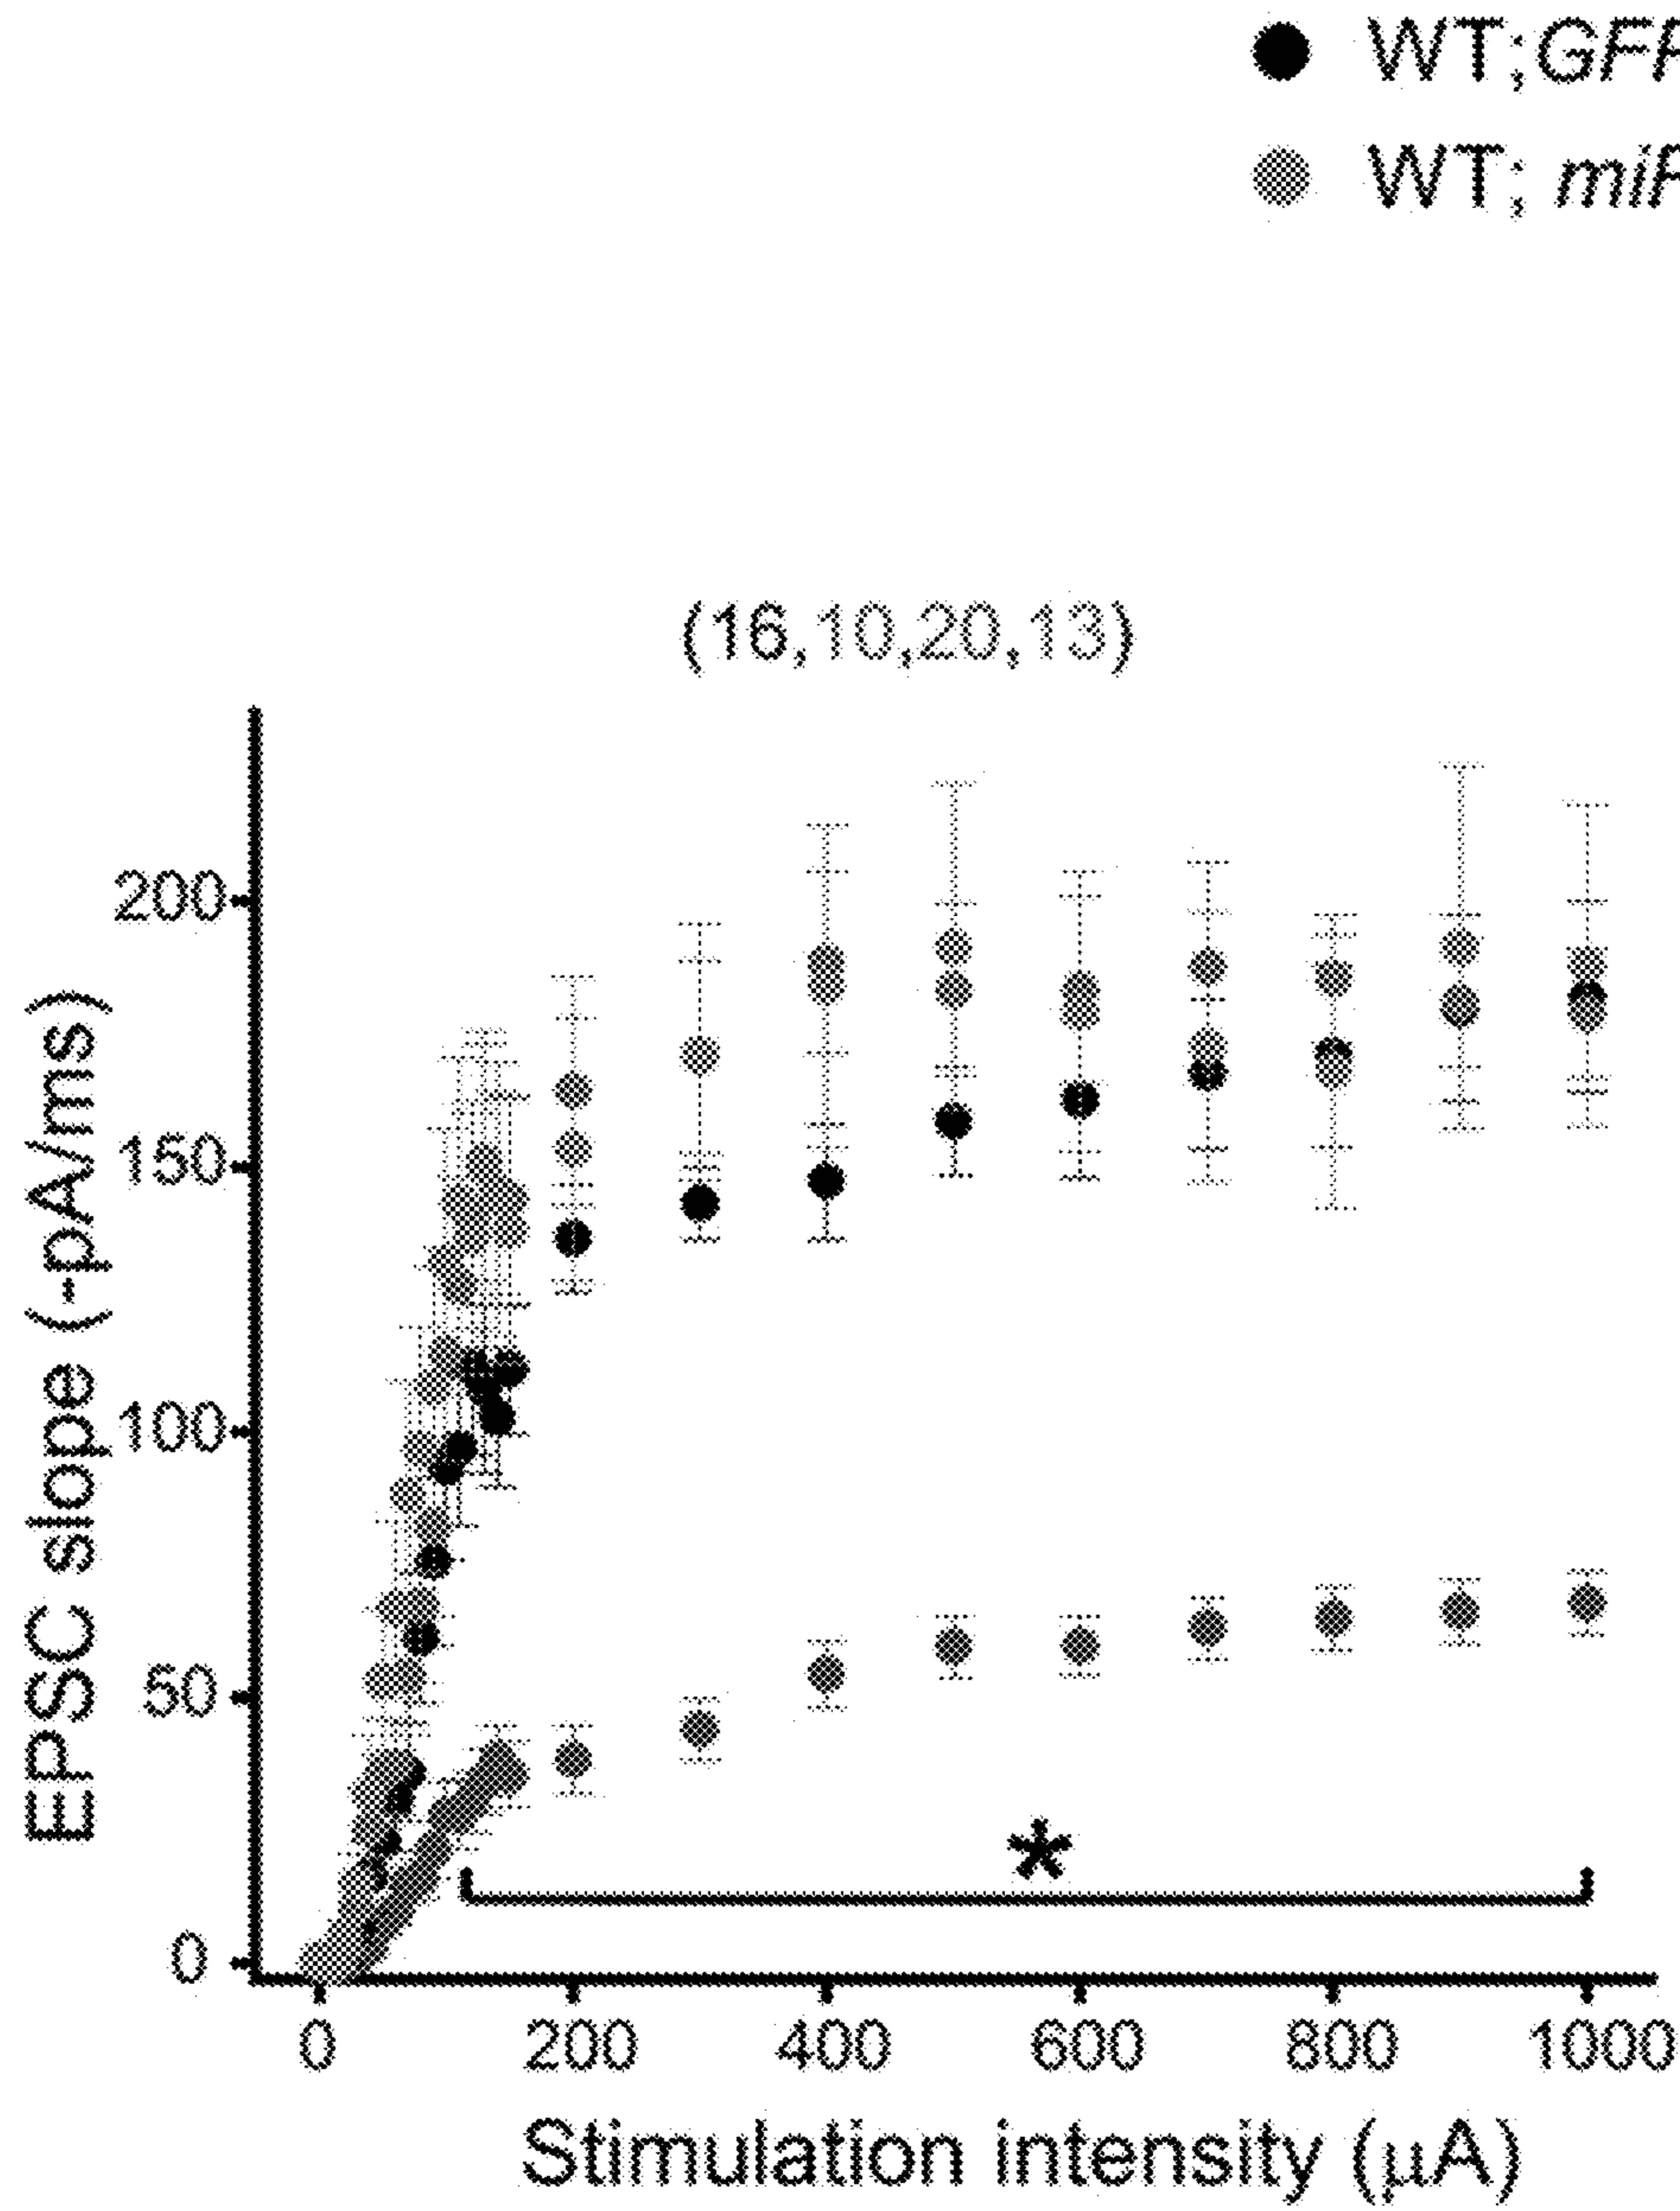 WT;GFP
WT; miR
(16,10,20,13)
EPSC slope (-pA/ms)
200
150
100
50
0
*
0 200 400 600 800 1000
Stimulation intensity (µA)